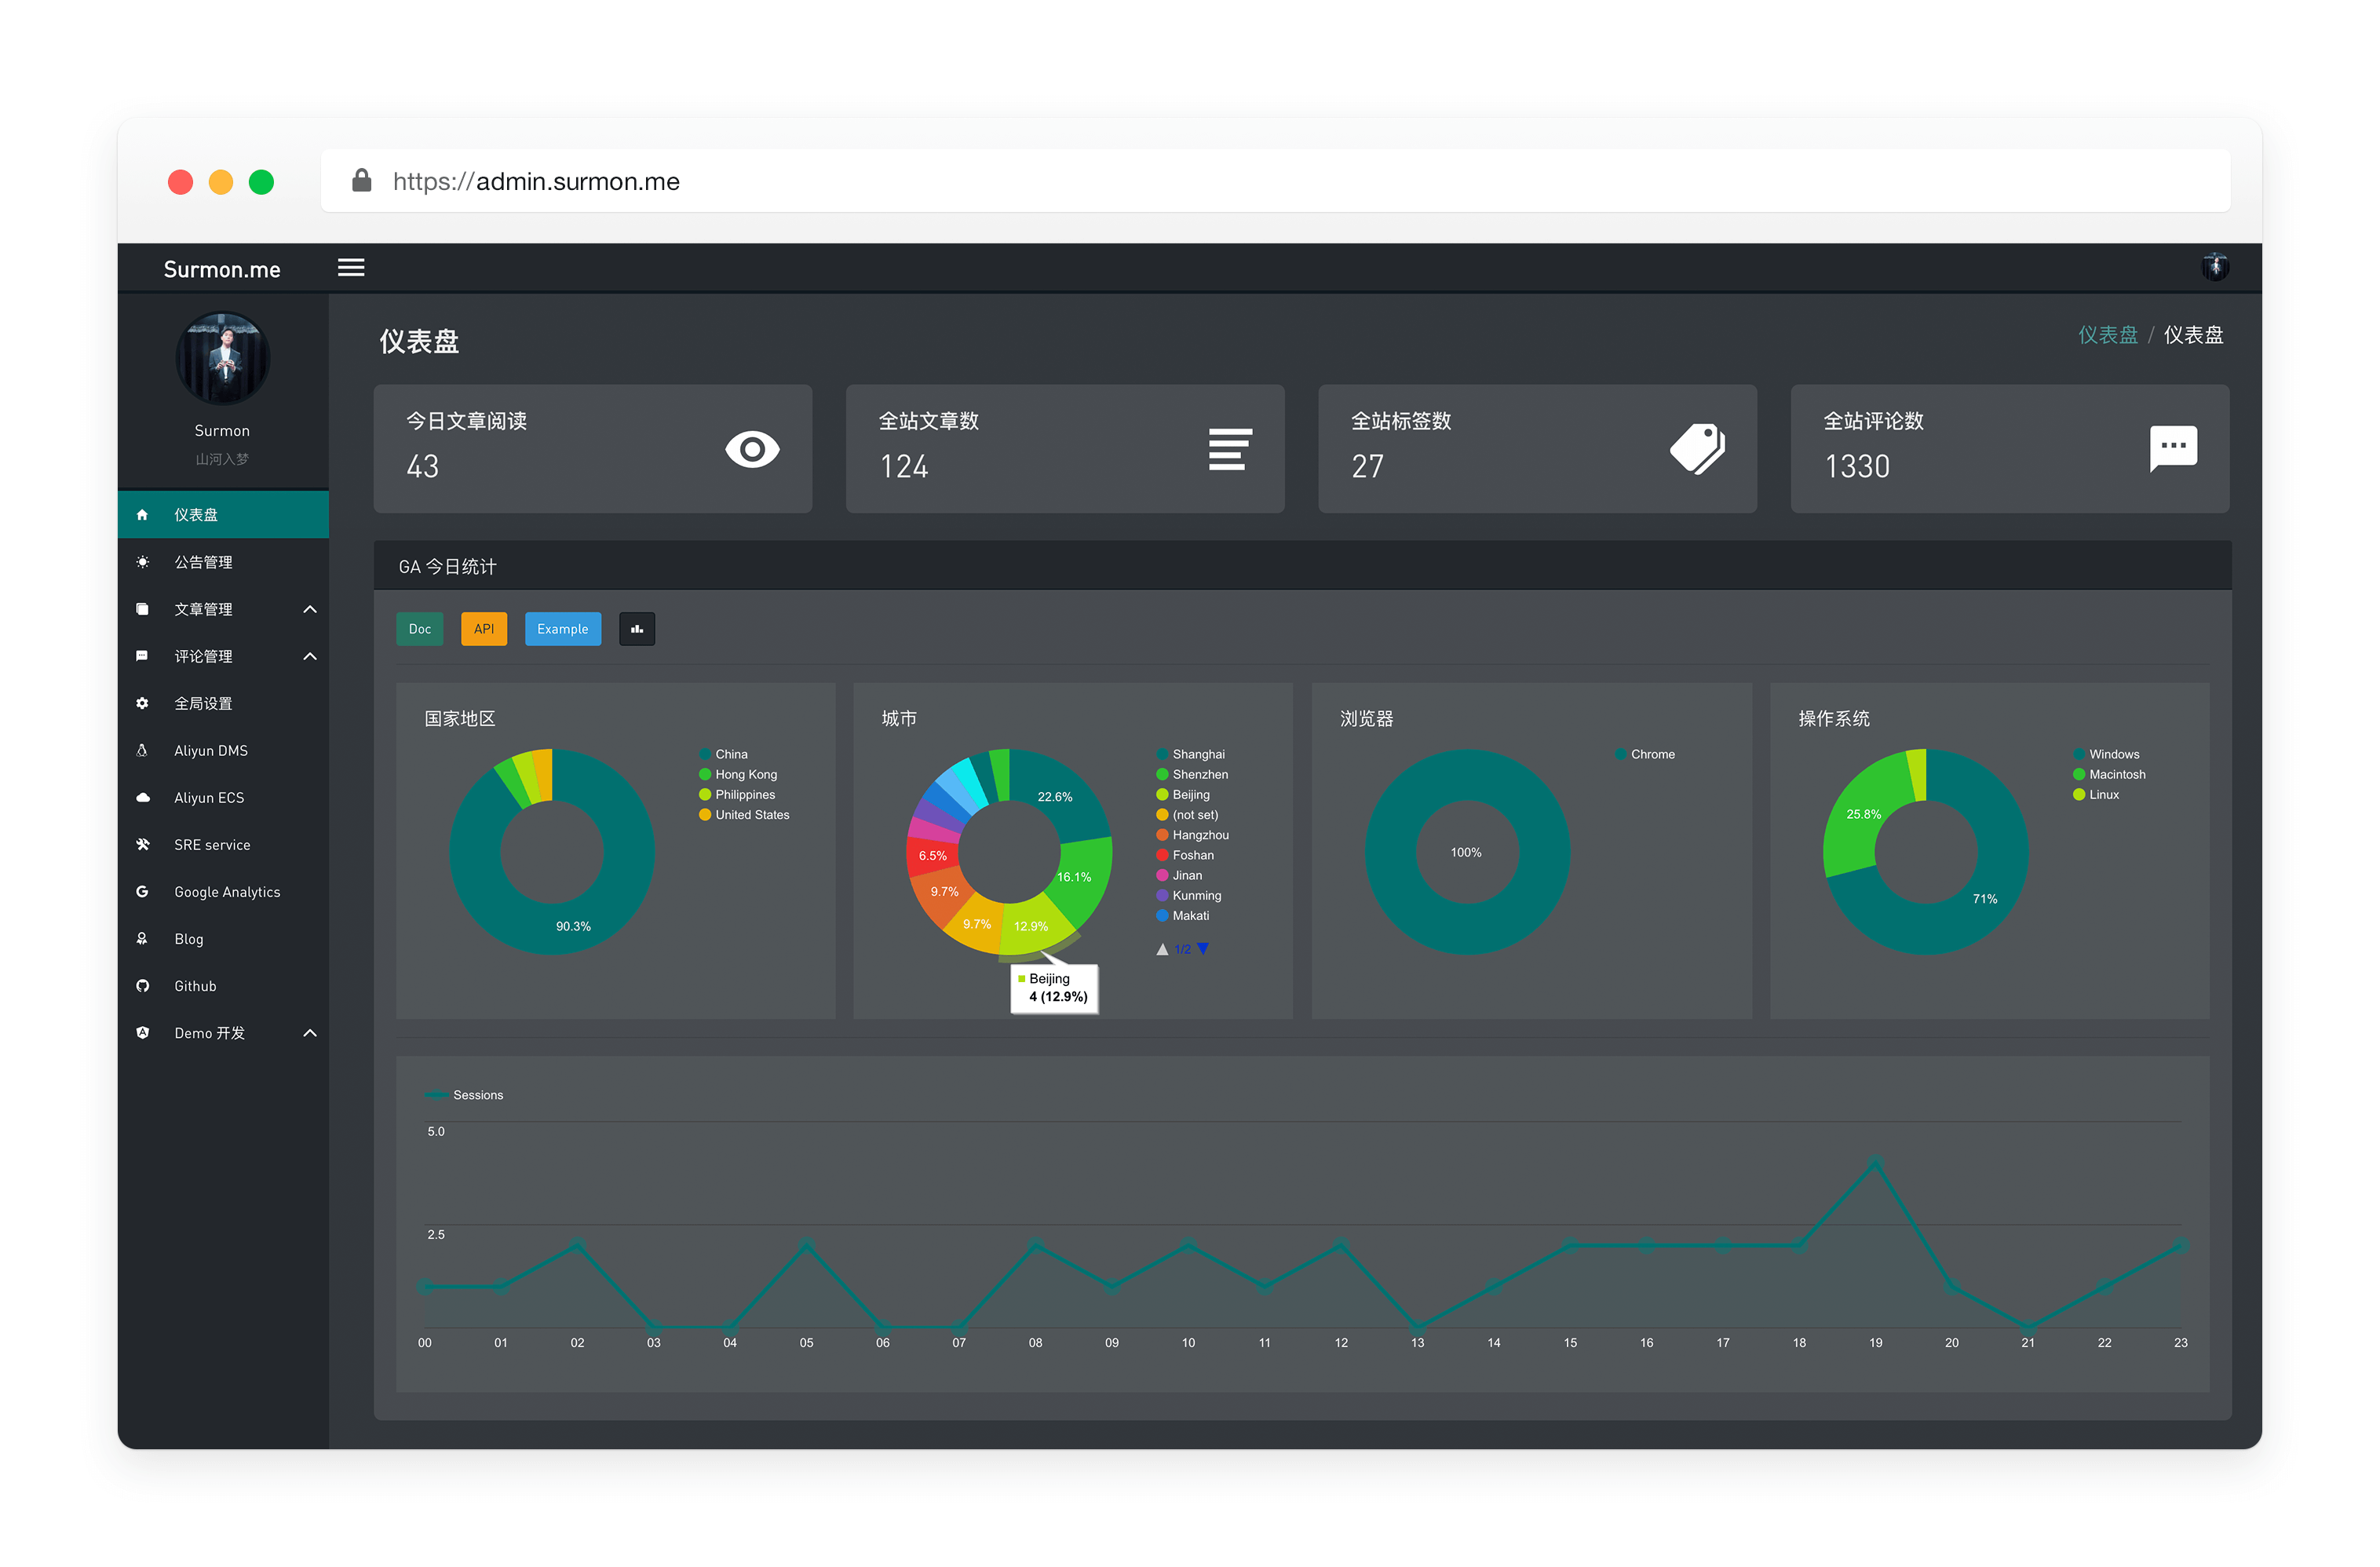 https://admin.surmon.me
Surmon.me
Surmon
山河入梦
仪表盘
公告管理
文章管理
评论管理
全局设置
Aliyun DMS
Aliyun ECS
SRE service
Google Analytics
Blog
Github
Demo 开发
仪表盘
仪表盘 / 仪表盘
今日文章阅读
43
全站文章数
124
全站标签数
27
全站评论数
1330
GA 今日统计
Doc API Example
国家地区
China
Hong Kong
Philippines
United States
90.3%
城市
Shanghai
Shenzhen
Beijing
(not set)
Hangzhou
Foshan
Jinan
Kunming
Makati
1/2
22.6%
16.1%
12.9%
9.7%
9.7%
6.5%
Beijing
4 (12.9%)
浏览器
Chrome
100%
操作系统
Windows
Macintosh
Linux
25.8%
71%
Sessions
5.0
2.5
00 01 02 03 04 05 06 07 08 09 10 11 12 13 14 15 16 17 18 19 20 21 22 23